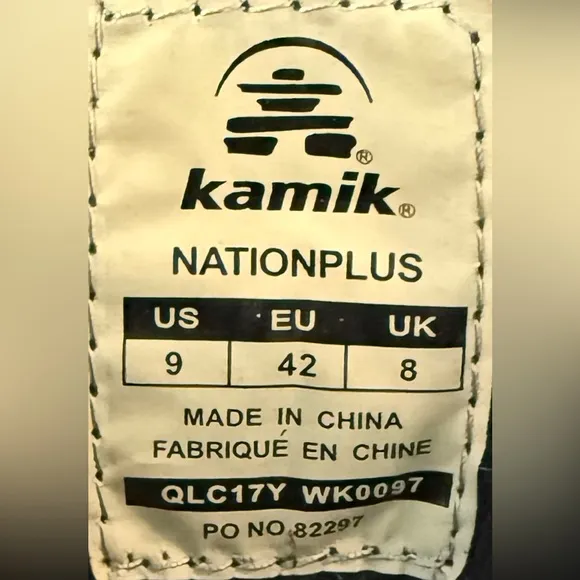 ®
kamik®
NATIONPLUS
US EU UK
9 42 8
MADE IN CHINA
FABRIQUÉ EN CHINE
QLC17Y WK0097
PO NO.82297